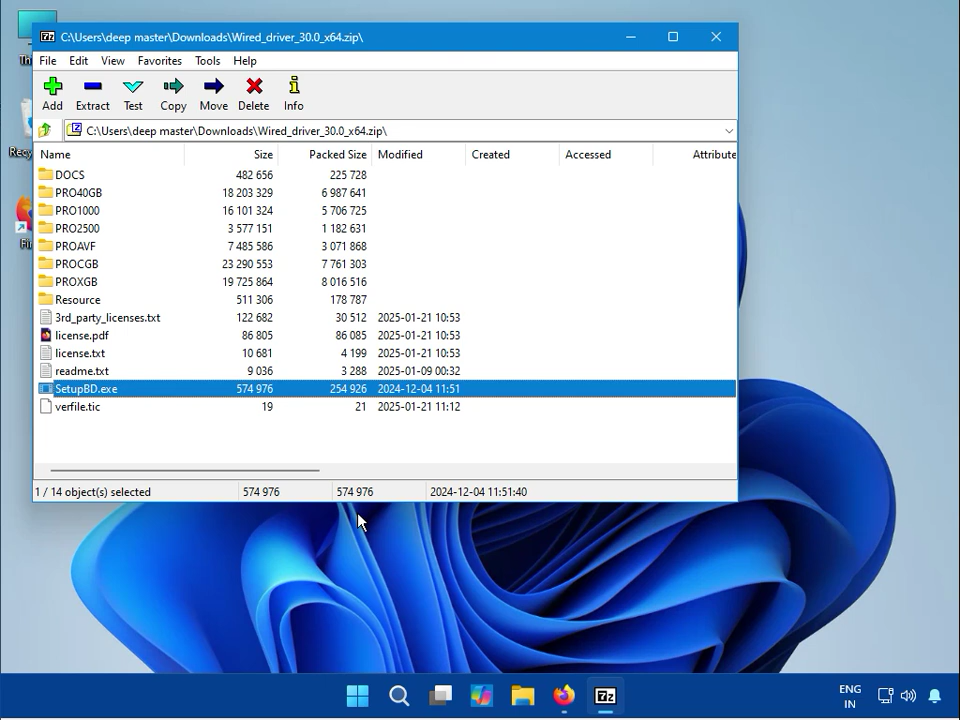 C:\Users\deep master\Downloads\Wired_driver_30.0_x64.zip\
File Edit View Favorites Tools Help
Add Extract Test Copy Move Delete Info
C:\Users\deep master\Downloads\Wired_driver_30.0_x64.zip\
Name Size Packed Size Modified Created Accessed Attribute
DOCS 482 656 225 728
PRO40GB 18 203 329 6 987 641
PRO1000 16 101 324 5 706 725
PRO2500 3 577 151 1 182 631
PROAVF 7 485 586 3 071 868
PROCGB 23 290 553 7 761 303
PROXGB 19 725 864 8 016 516
Resource 511 306 178 787
3rd_party_licenses.txt 122 682 30 512 2025-01-21 10:53
license.pdf 86 805 86 085 2025-01-21 10:53
license.txt 10 681 4 199 2025-01-21 10:53
readme.txt 9 036 3 288 2025-01-09 00:32
SetupBD.exe 574 976 254 926 2024-12-04 11:51
verfile.tic 19 21 2025-01-21 11:12
1 / 14 object(s) selected 574 976 574 976 2024-12-04 11:51:40
Th
Recy
Fi
7z
ENG
IN